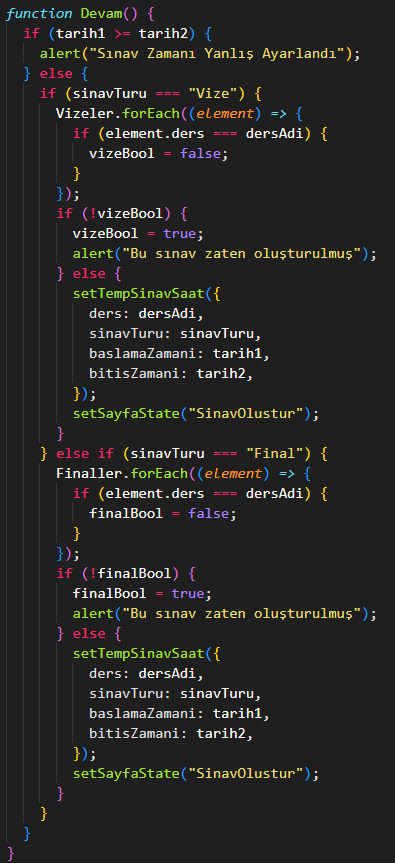 function Devam() {
if (tarih1 >= tarih2) {
alert("Sınav Zamanı Yanlış Ayarlandı");
} else {
if (sinavTuru === "Vize") {
Vizeler.forEach((element) => {
if (element.ders === dersAdi) {
vizeBool = false;
}
});
if (!vizeBool) {
vizeBool = true;
alert("Bu sınav zaten oluşturulmuş");
} else {
setTempSinavSaat({
ders: dersAdi,
sinavTuru: sinavTuru,
baslamaZamani: tarih1,
bitisZamani: tarih2,
});
setSayfaState("SinavOlustur");
}
} else if (sinavTuru === "Final") {
Finaller.forEach((element) => {
if (element.ders === dersAdi) {
finalBool = false;
}
});
if (!finalBool) {
finalBool = true;
alert("Bu sınav zaten oluşturulmuş");
} else {
setTempSinavSaat({
ders: dersAdi,
sinavTuru: sinavTuru,
baslamaZamani: tarih1,
bitisZamani: tarih2,
});
setSayfaState("SinavOlustur");
}
}
}
}